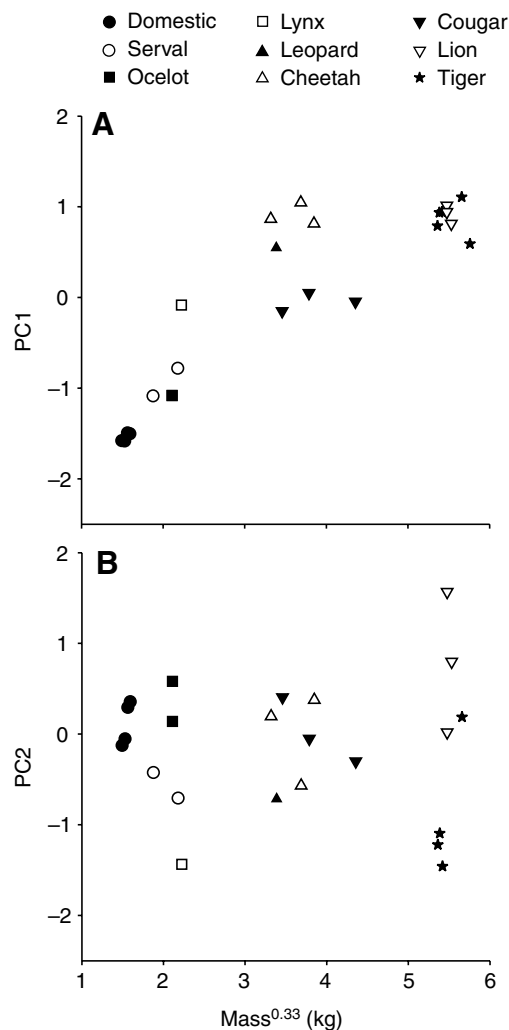 Domestic Lynx Cougar
Serval Leopard Lion
Ocelot Cheetah Tiger
A
2
1
0
–1
–2
PC1
B
2
1
0
–1
–2
PC2
1 2 3 4 5 6
Mass0.33 (kg)